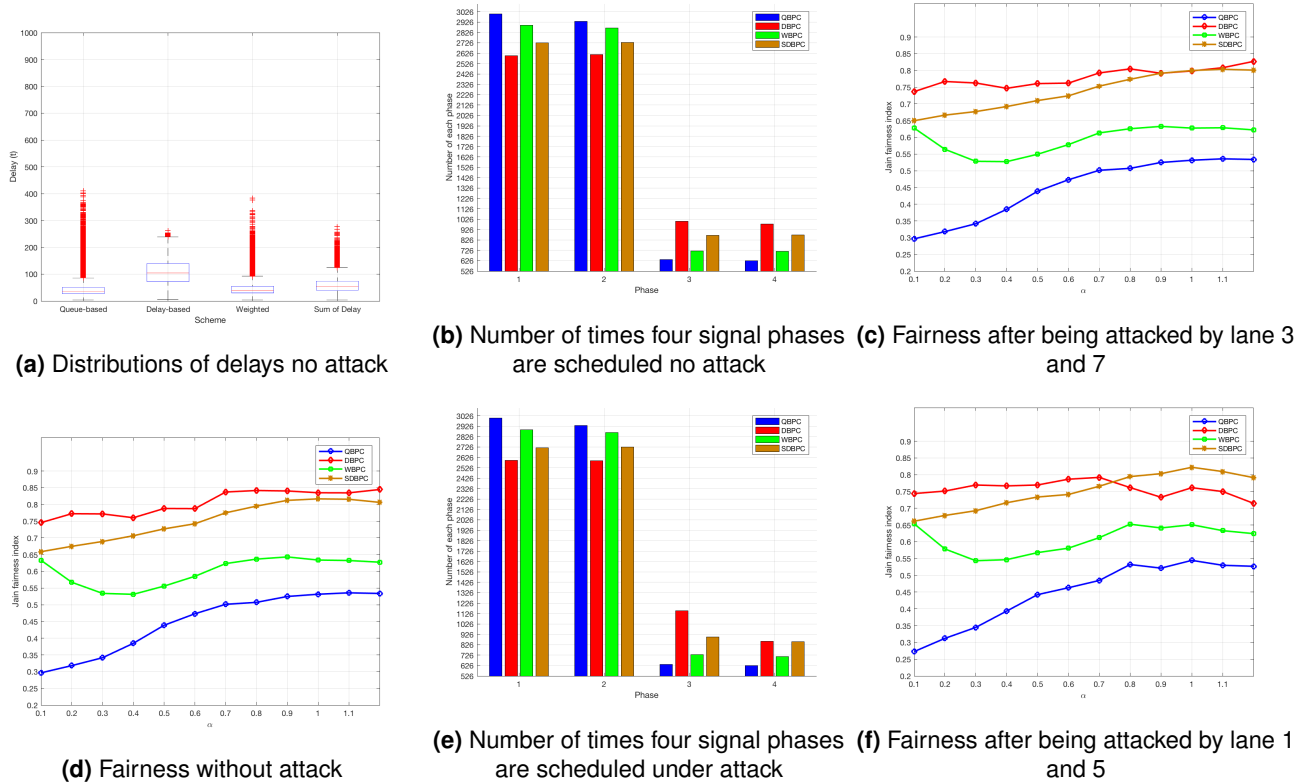 1000
900
800
700
600
500
400
300
200
100
0
Delay (t)
Queue-based Delay-based Weighted Sum of Delay
Scheme
(a) Distributions of delays no attack
3026
2926
2826
2726
2626
2526
2426
2326
2226
2126
2026
1926
1826
1726
1626
1526
1426
1326
1226
1126
1026
926
826
726
626
526
Number of each phase
QBPC
DBPC
WBPC
SDBPC
1 2 3 4
Phase
(b) Number of times four signal phases
are scheduled no attack
0.9
0.85
0.8
0.75
0.7
0.65
0.6
0.55
0.5
0.45
0.4
0.35
0.3
0.25
0.2
Jain fairness index
QBPC
DBPC
WBPC
SDBPC
0.1 0.2 0.3 0.4 0.5 0.6 0.7 0.8 0.9 1 1.1
α
(c) Fairness after being attacked by lane 3
and 7
0.9
0.85
0.8
0.75
0.7
0.65
0.6
0.55
0.5
0.45
0.4
0.35
0.3
0.25
0.2
Jain fairness index
QBPC
DBPC
WBPC
SDBPC
0.1 0.2 0.3 0.4 0.5 0.6 0.7 0.8 0.9 1 1.1
α
(d) Fairness without attack
3026
2926
2826
2726
2626
2526
2426
2326
2226
2126
2026
1926
1826
1726
1626
1526
1426
1326
1226
1126
1026
926
826
726
626
526
Number of each phase
QBPC
DBPC
WBPC
SDBPC
1 2 3 4
Phase
(e) Number of times four signal phases
are scheduled under attack
0.9
0.85
0.8
0.75
0.7
0.65
0.6
0.55
0.5
0.45
0.4
0.35
0.3
0.25
0.2
Jain fairness index
QBPC
DBPC
WBPC
SDBPC
0.1 0.2 0.3 0.4 0.5 0.6 0.7 0.8 0.9 1 1.1
α
(f) Fairness after being attacked by lane 1
and 5